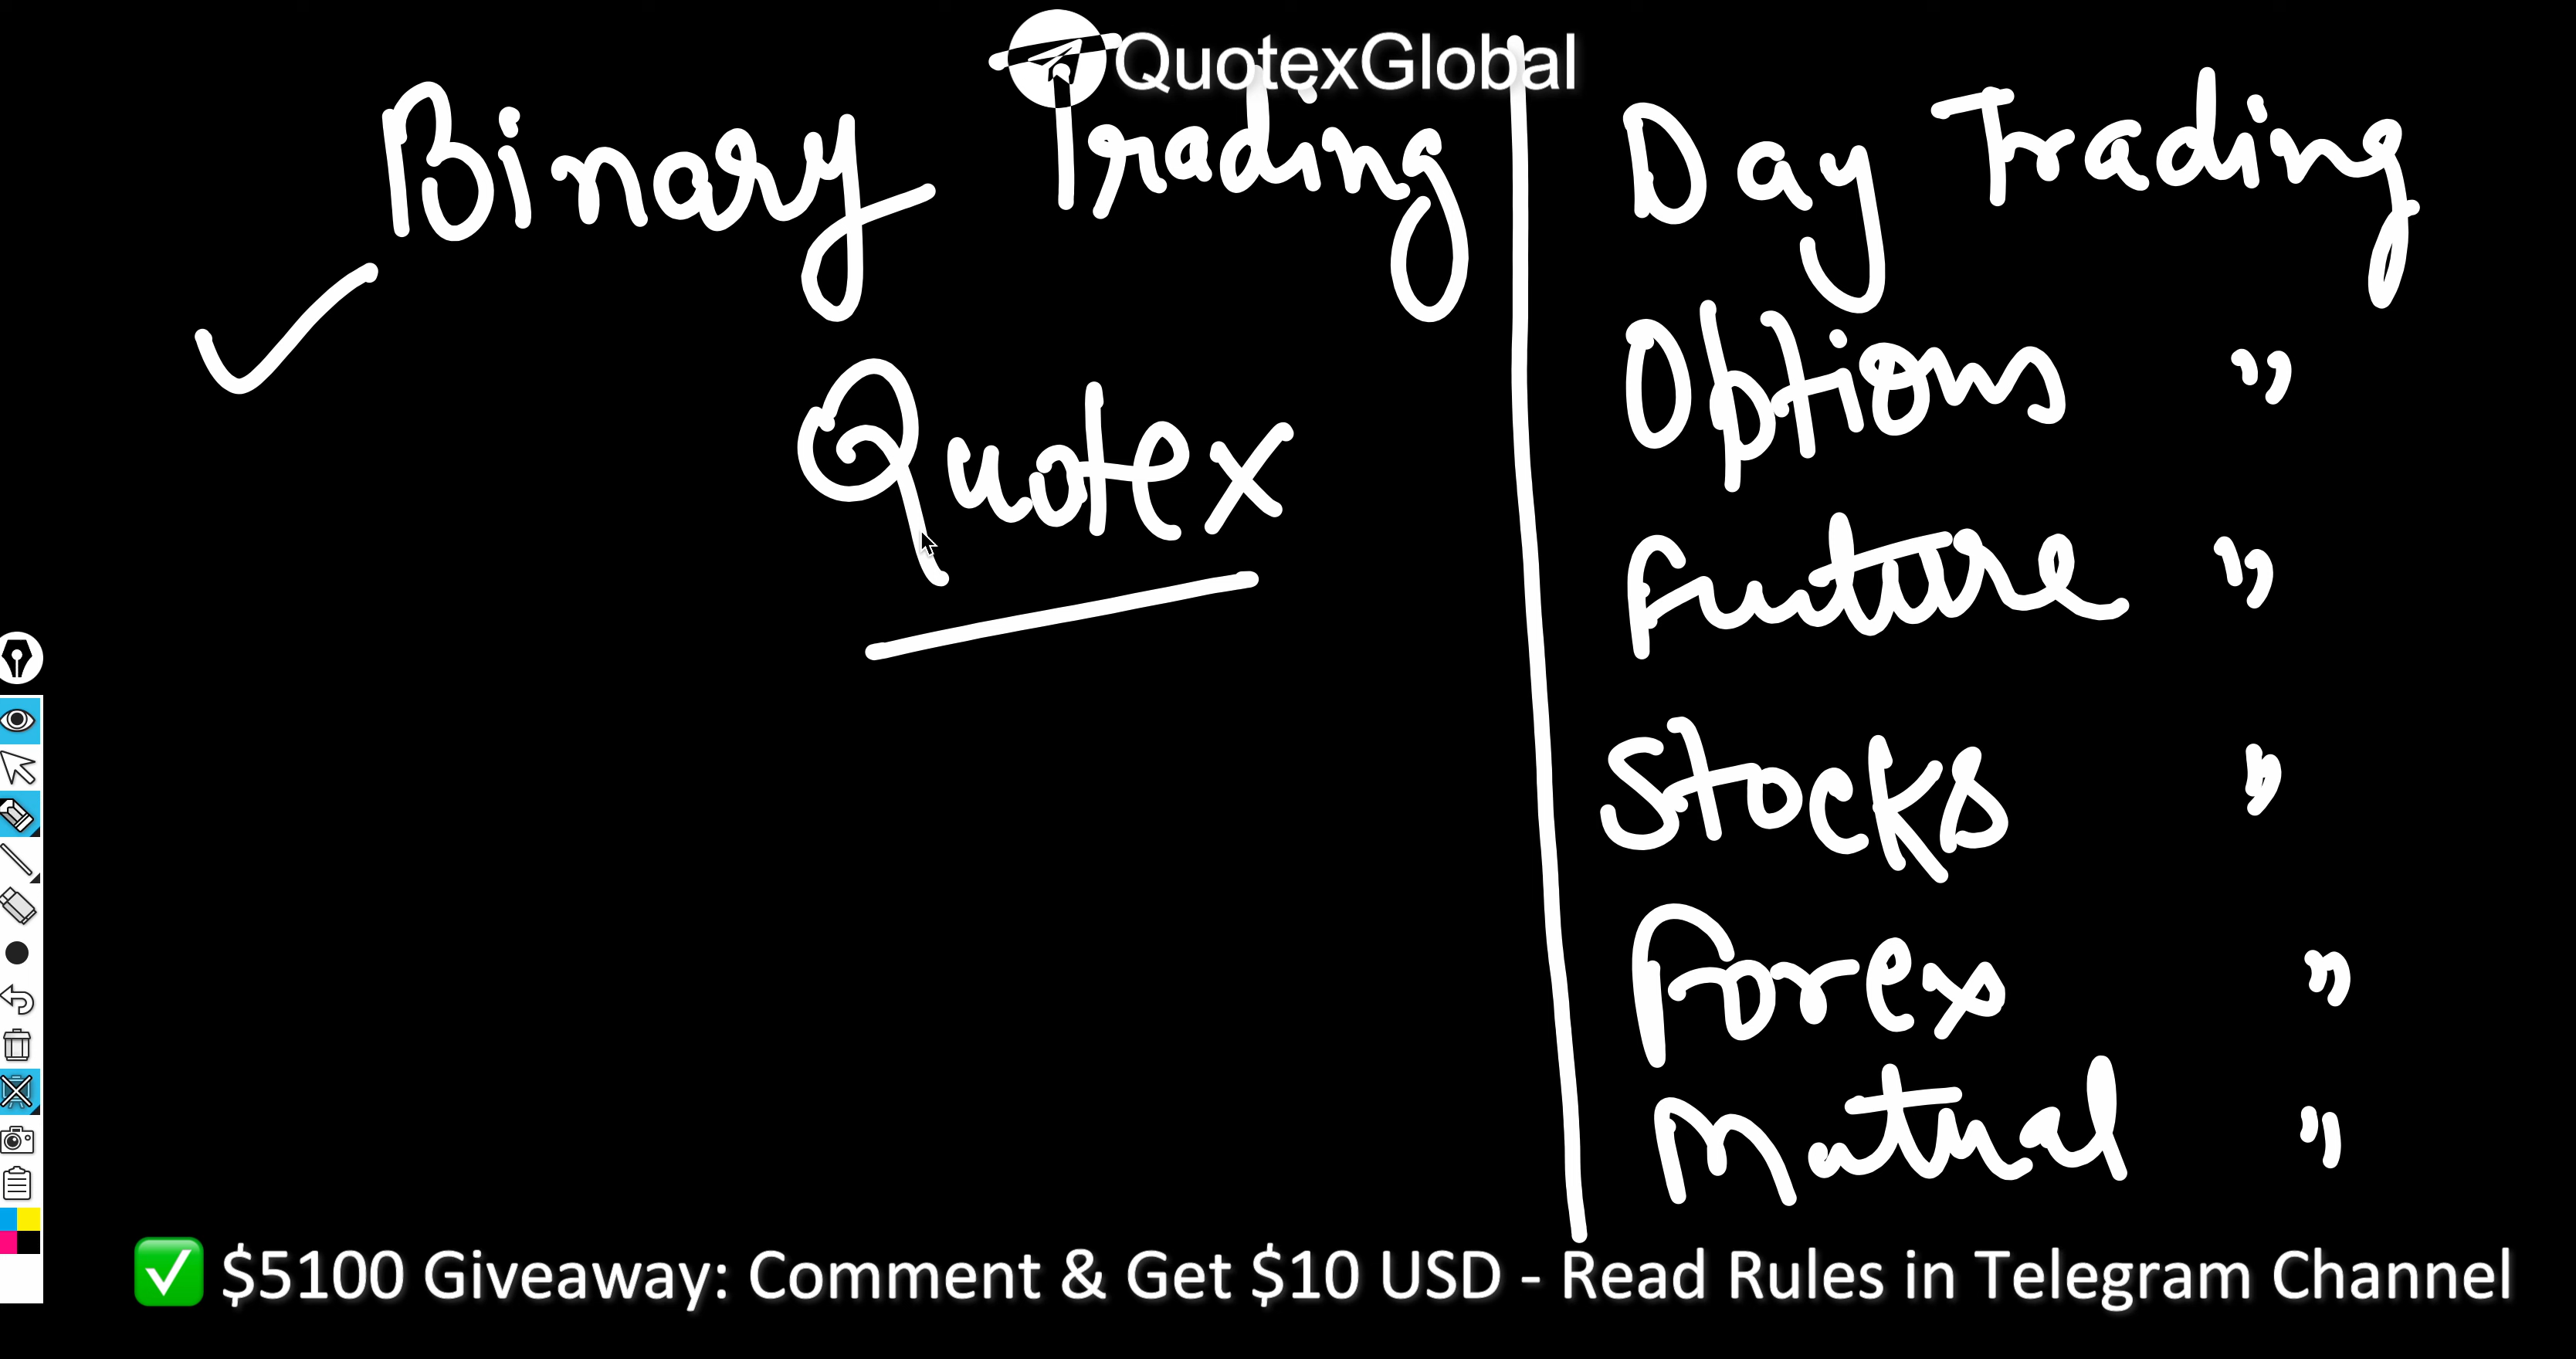 QuotexGlobal
Binary Trading
Quotex
Day Trading
Options "
Future "
Stocks "
Forex "
Mutual "
✅ $5100 Giveaway: Comment & Get $10 USD - Read Rules in Telegram Channel